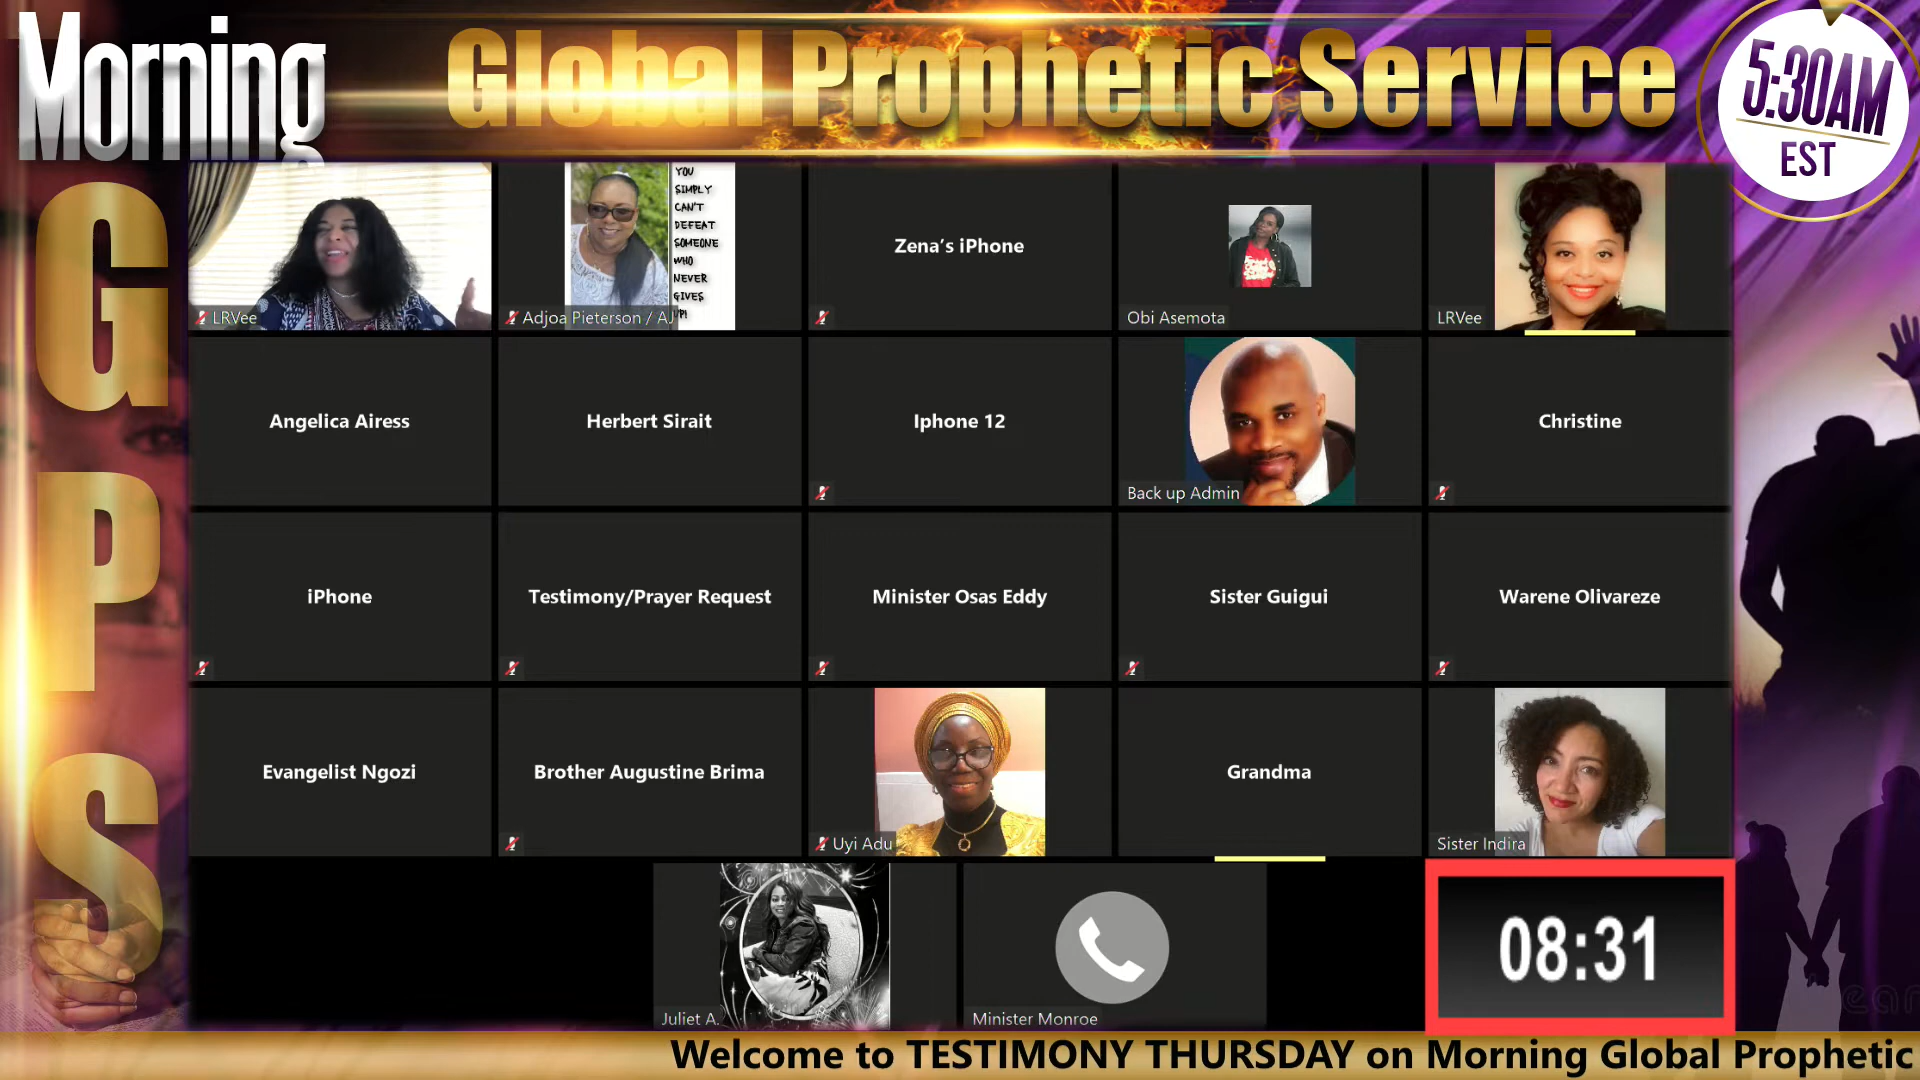 Morning
Global Prophetic Service
5:30AM
EST
G
P
S
LRVee
Adjoa Pieterson / AJ
YOU
SIMPLY
CAN'T
DEFEAT
SOMEONE
WHO
NEVER
GIVES
UP!
Zena's iPhone
Obi Asemota
LRVee
Angelica Airess
Herbert Sirait
Iphone 12
Back up Admin
Christine
iPhone
Testimony/Prayer Request
Minister Osas Eddy
Sister Guigui
Warene Olivareze
Evangelist Ngozi
Brother Augustine Brima
Uyi Adu
Grandma
Sister Indira
Juliet A.
Minister Monroe
08:31
Welcome to TESTIMONY THURSDAY on Morning Global Prophetic